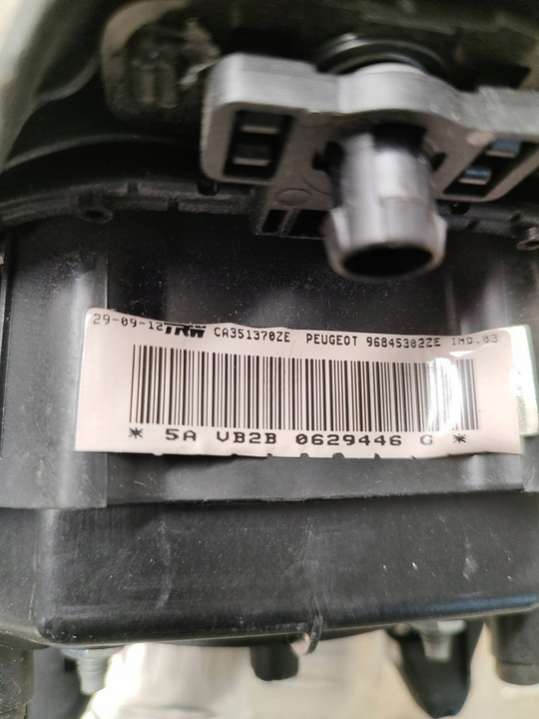 29-09-12 TRW CA351370ZE PEUGEOT 96845302ZE IND.03
* 5A VB2B 0629446 G *